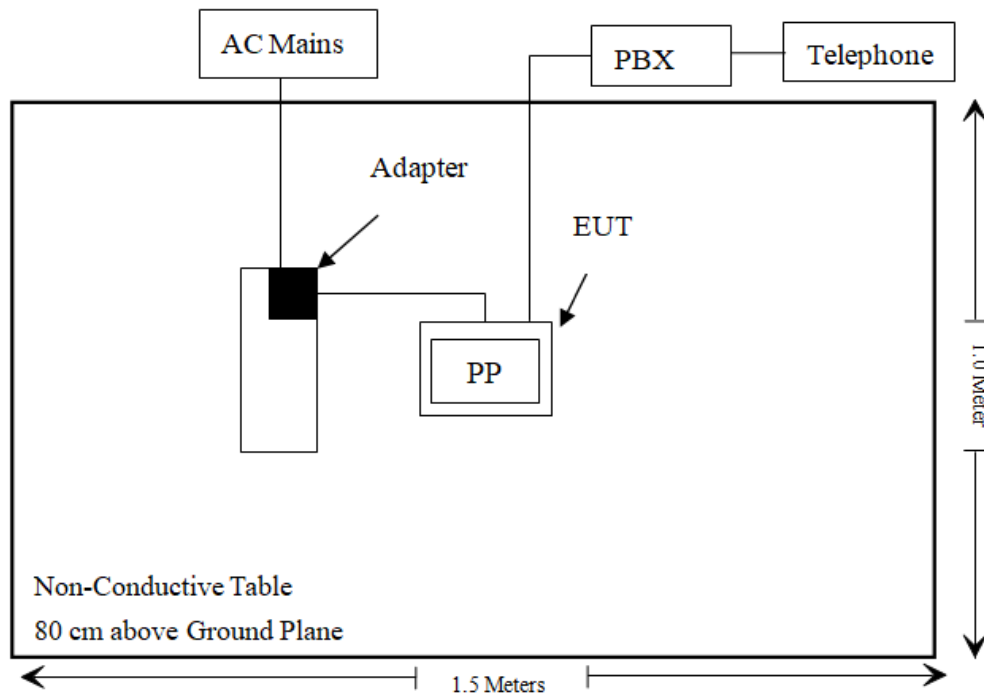 AC Mains
PBX
Telephone
Adapter
EUT
PP
1.0 Meter
Non-Conductive Table
80 cm above Ground Plane
1.5 Meters